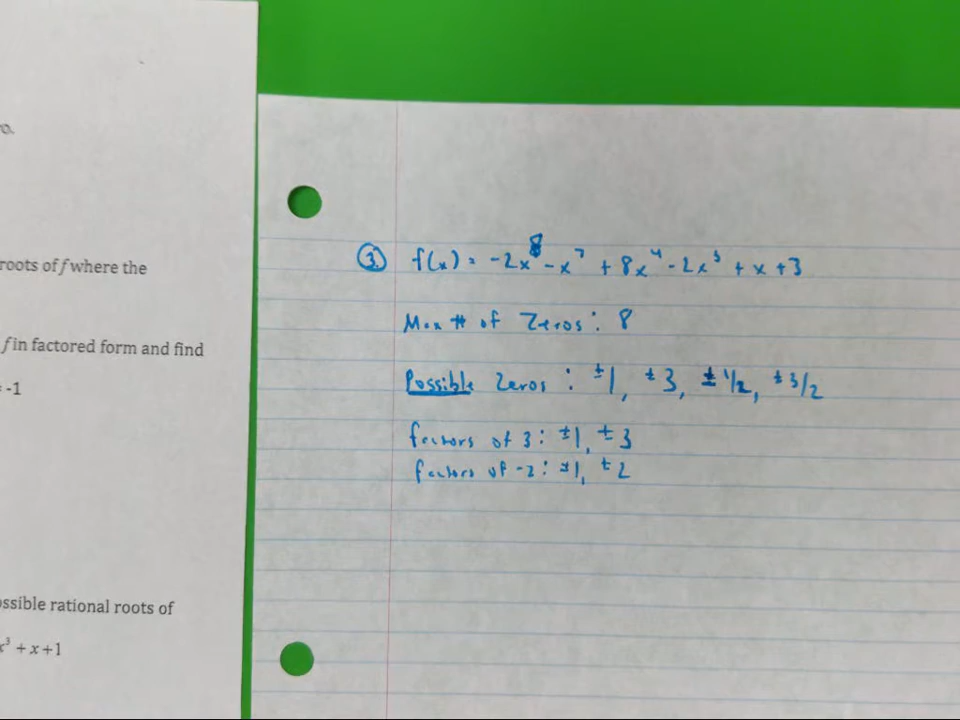 o.
roots of f where the
f in factored form and find
= -1
ssible rational roots of
x³ + x + 1
③ f(x) = -2x⁸ - x⁷ + 8x⁴ - 2x³ + x + 3
Max # of Zeros: 8
Possible Zeros: ±1, ±3, ±1/2, ±3/2
factors of 3: ±1, ±3
factors of -2: ±1, ±2